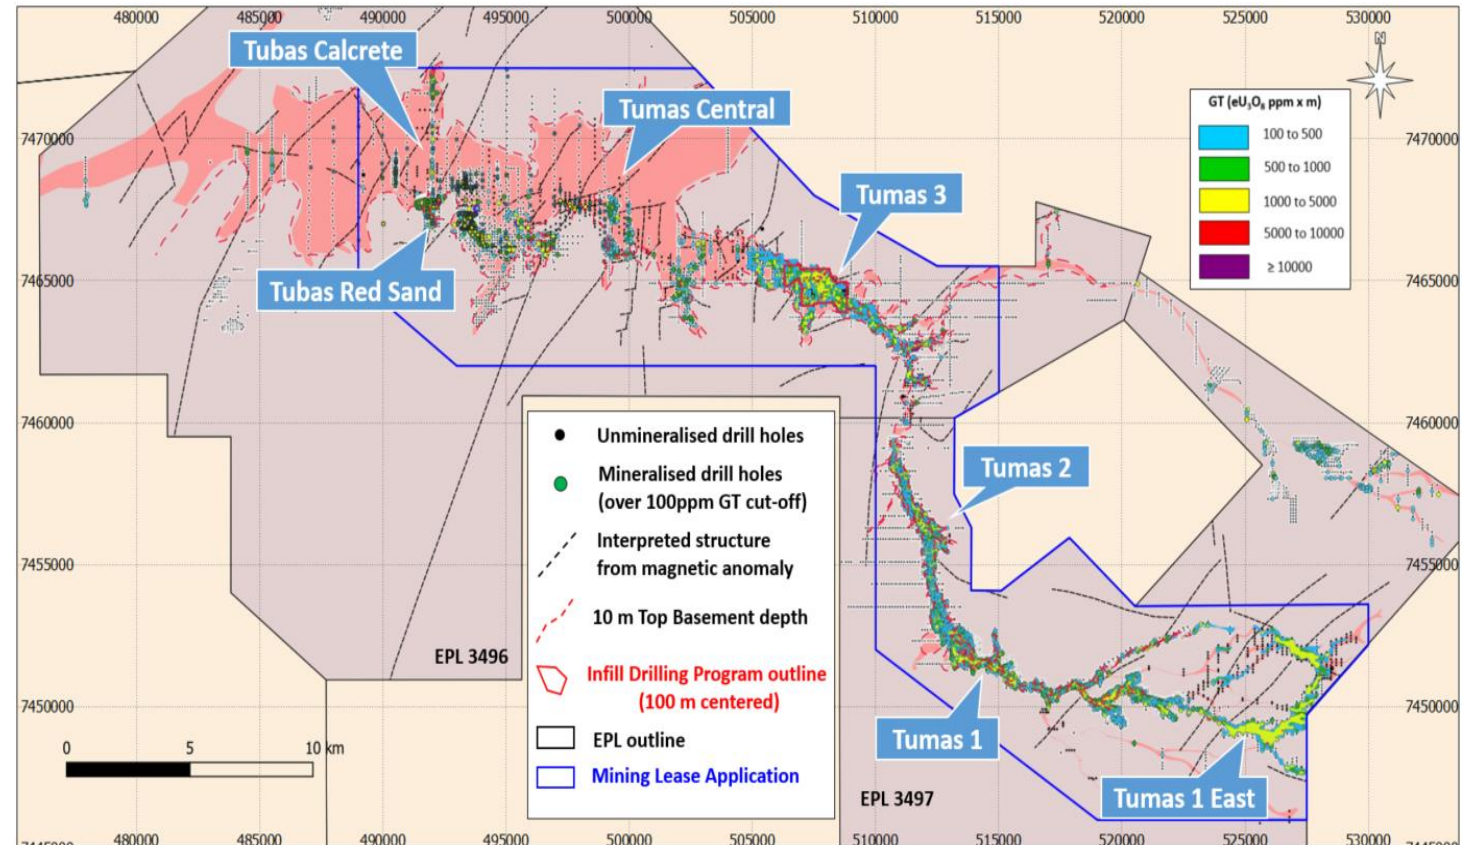 480000 485000 490000 495000 500000 505000 510000 515000 520000 525000 530000
Tubas Calcrete
N
GT (eU₃O₈ ppm x m)
Tumas Central
100 to 500
7470000
7470000
500 to 1000
Tumas 3
1000 to 5000
5000 to 10000
≥ 10000
7465000
7465000
Tubas Red Sand
7460000
7460000
Unmineralised drill holes
Mineralised drill holes
(over 100ppm GT cut-off)
Tumas 2
Interpreted structure
from magnetic anomaly
7455000
7455000
10 m Top Basement depth
EPL 3496
Infill Drilling Program outline
(100 m centered)
7450000
7450000
EPL outline
Tumas 1
0 5 10 km
Mining Lease Application
EPL 3497
Tumas 1 East
480000 485000 490000 495000 500000 505000 510000 515000 520000 525000 530000